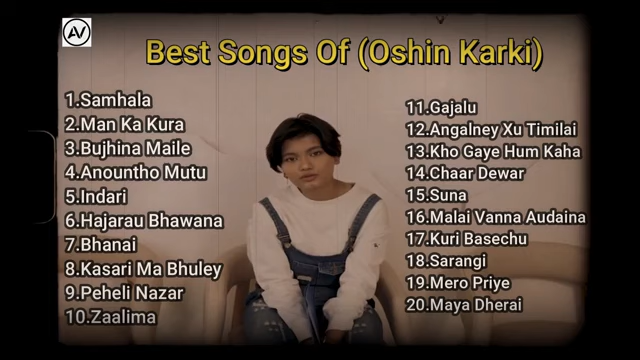 AV
Best Songs Of (Oshin Karki)
1.Samhala
2.Man Ka Kura
3.Bujhina Maile
4.Anountho Mutu
5.Indari
6.Hajarau Bhawana
7.Bhanai
8.Kasari Ma Bhuley
9.Peheli Nazar
10.Zaalima
11.Gajalu
12.Angalney Xu Timilai
13.Kho Gaye Hum Kaha
14.Chaar Dewar
15.Suna
16.Malai Vanna Audaina
17.Kuri Basechu
18.Sarangi
19.Mero Priye
20.Maya Dherai